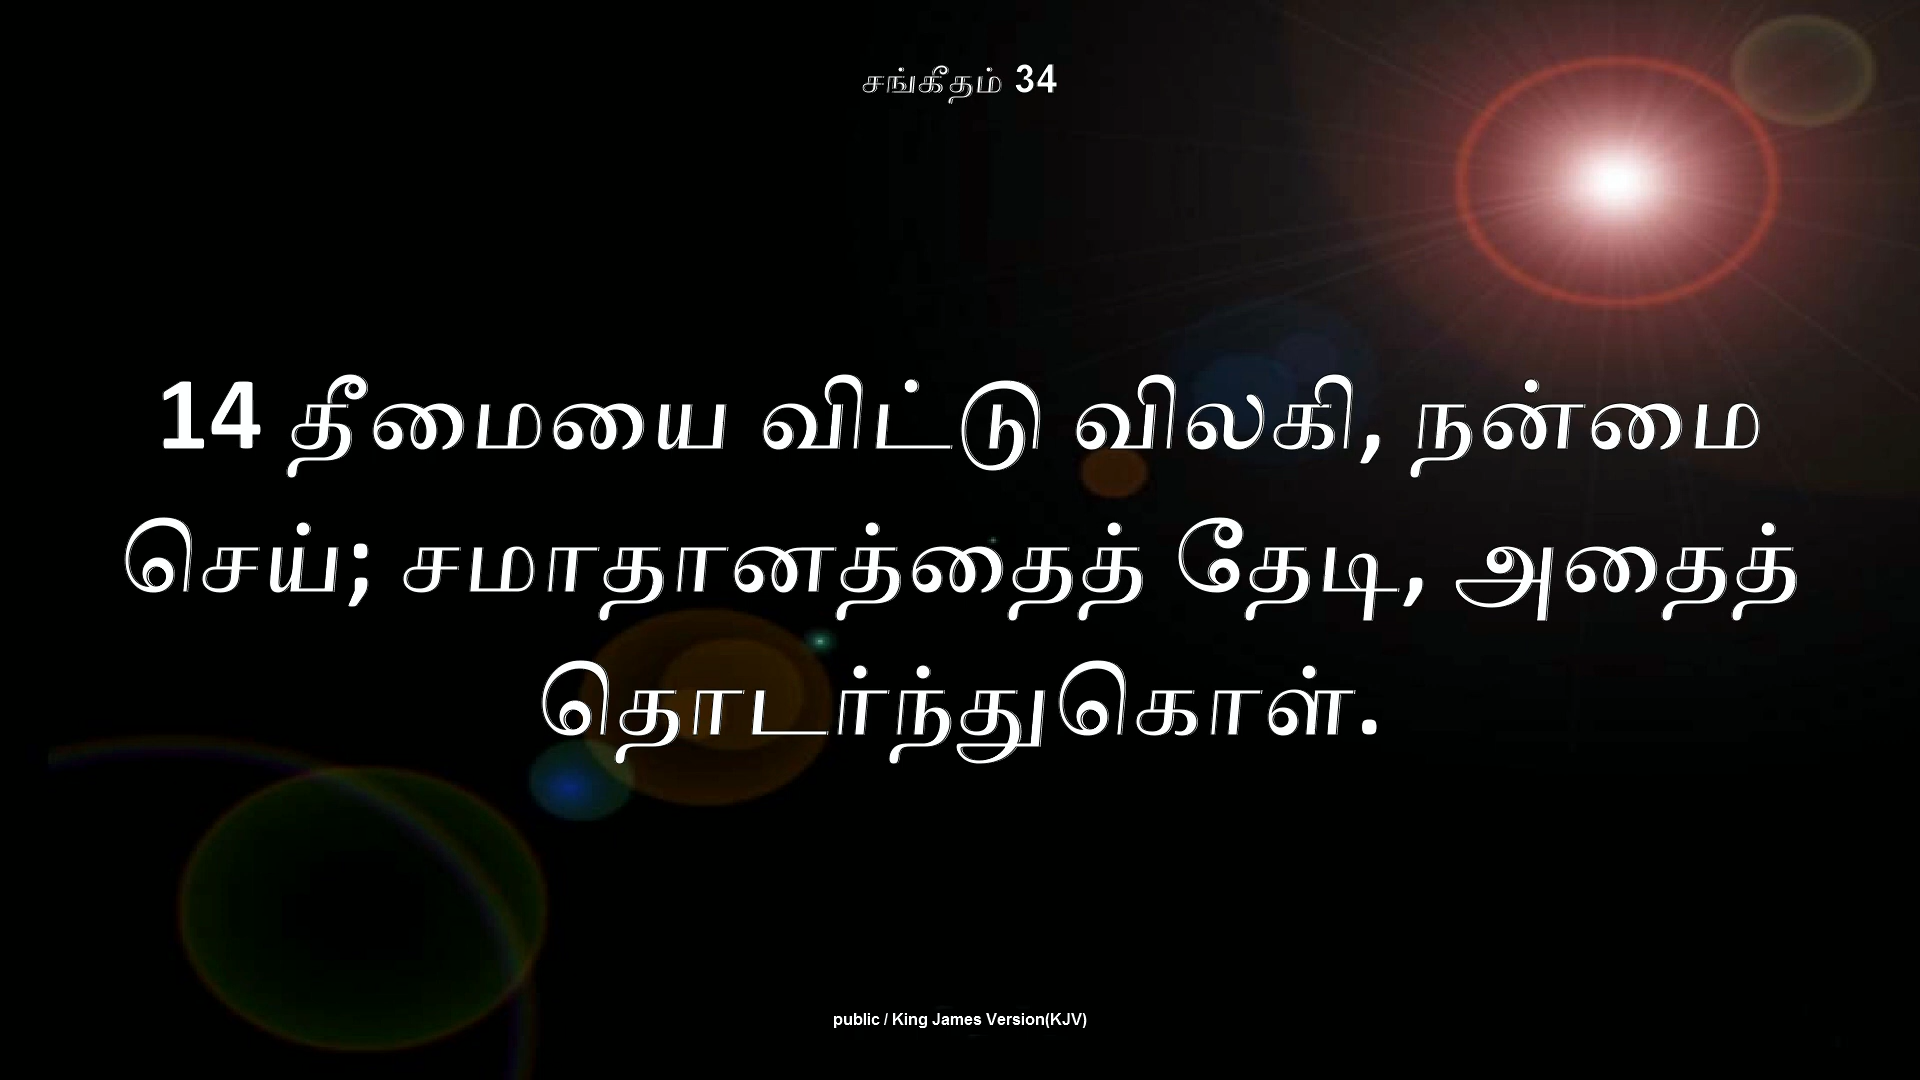 சங்கீதம் 34
14 தீமையை விட்டு விலகி, நன்மை
செய்; சமாதானத்தைத் தேடி, அதைத்
தொடர்ந்துகொள்.
public / King James Version(KJV)